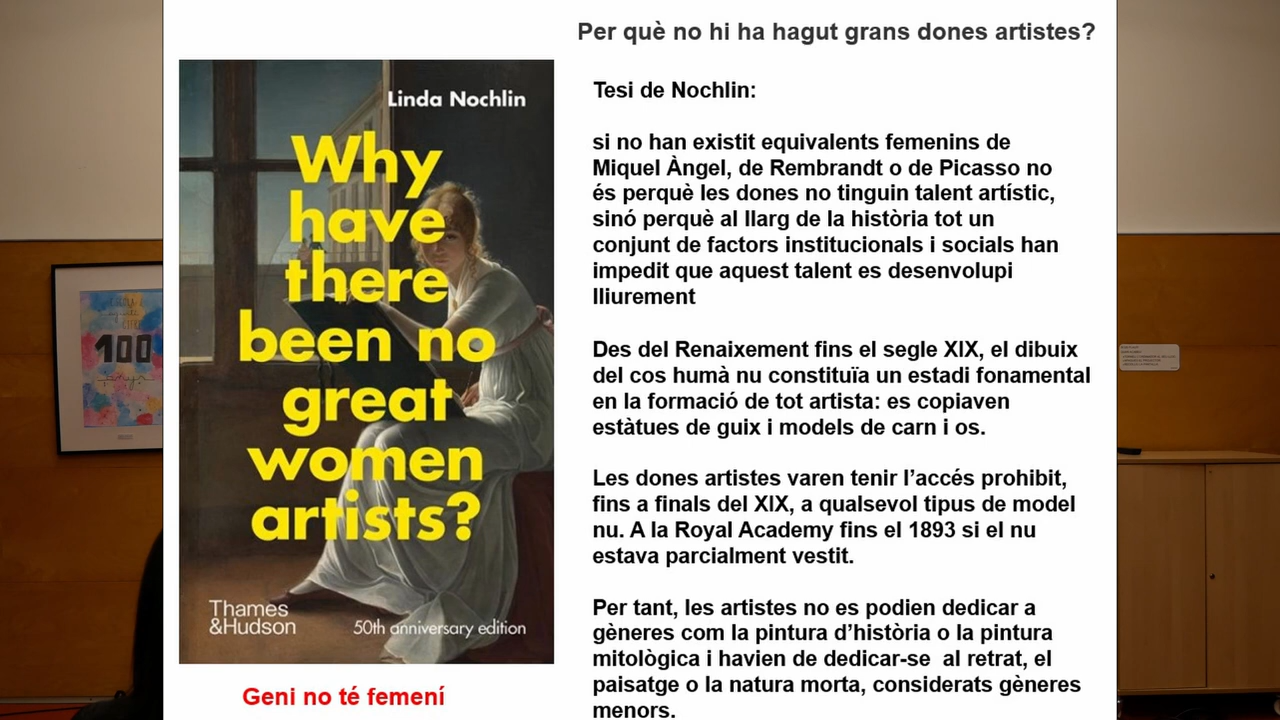 Per què no hi ha hagut grans dones artistes?
Linda Nochlin
Why
have
there
been no
great
women
artists?
Thames
&Hudson
50th anniversary edition
Geni no té femení
Tesi de Nochlin:
si no han existit equivalents femenins de
Miquel Àngel, de Rembrandt o de Picasso no
és perquè les dones no tinguin talent artístic,
sinó perquè al llarg de la història tot un
conjunt de factors institucionals i socials han
impedit que aquest talent es desenvolupi
lliurement
Des del Renaixement fins el segle XIX, el dibuix
del cos humà nu constituïa un estadi fonamental
en la formació de tot artista: es copiaven
estàtues de guix i models de carn i os.
Les dones artistes varen tenir l’accés prohibit,
fins a finals del XIX, a qualsevol tipus de model
nu. A la Royal Academy fins el 1893 si el nu
estava parcialment vestit.
Per tant, les artistes no es podien dedicar a
gèneres com la pintura d’història o la pintura
mitològica i havien de dedicar-se  al retrat, el
paisatge o la natura morta, considerats gèneres
menors.
100